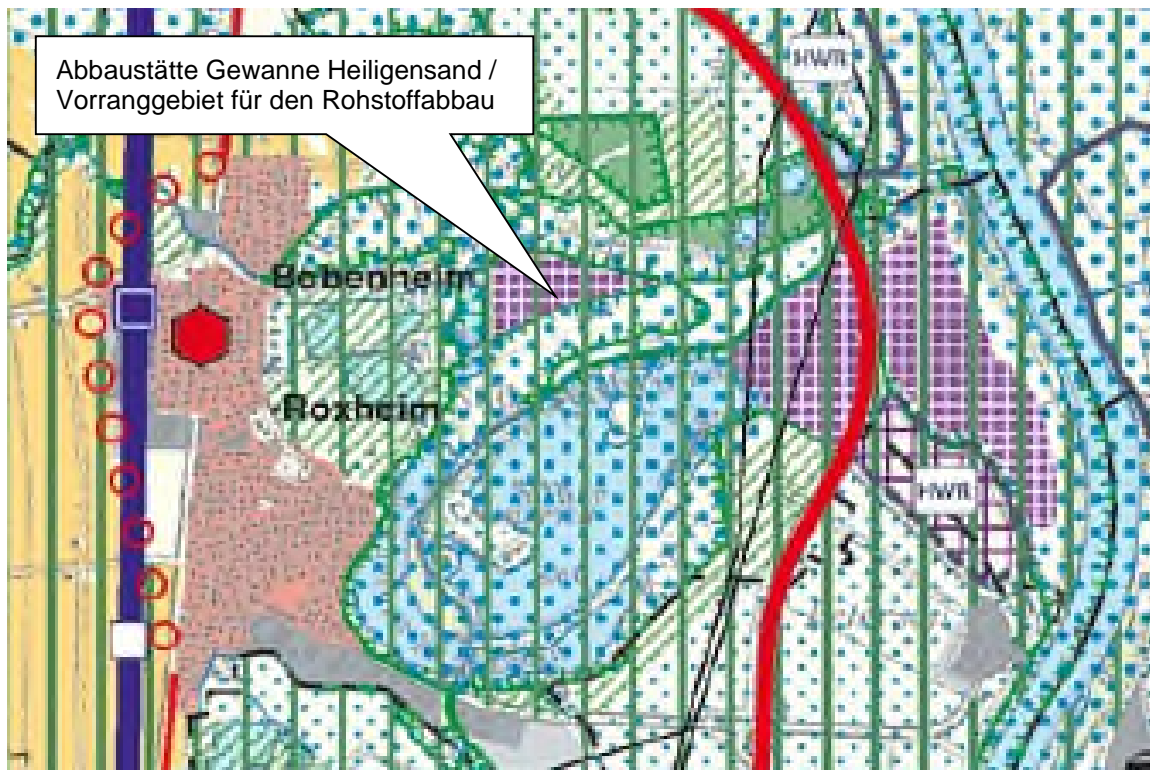 Abbaustätte Gewanne Heiligensand /
Vorranggebiet für den Rohstoffabbau
HWR
Bobenheim
-Roxheim
HWR